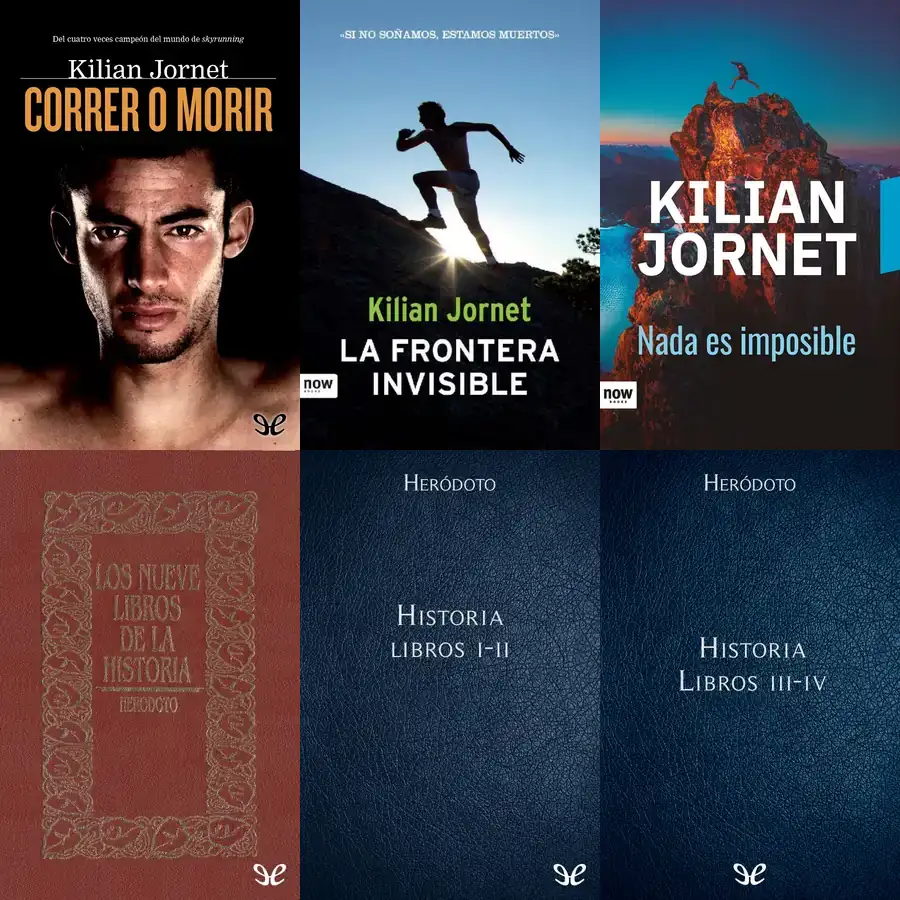 Del cuatro veces campeón del mundo de skyrunning
Kilian Jornet
CORRER O MORIR
«SI NO SOÑAMOS, ESTAMOS MUERTOS»
Kilian Jornet
LA FRONTERA
INVISIBLE
now
BOOKS
KILIAN
JORNET
Nada es imposible
now
BOOKS
LOS NUEVE
LIBROS
DE LA
HISTORIA
HERÓDOTO
HERÓDOTO
HISTORIA
LIBROS I-II
HERÓDOTO
HISTORIA
LIBROS III-IV